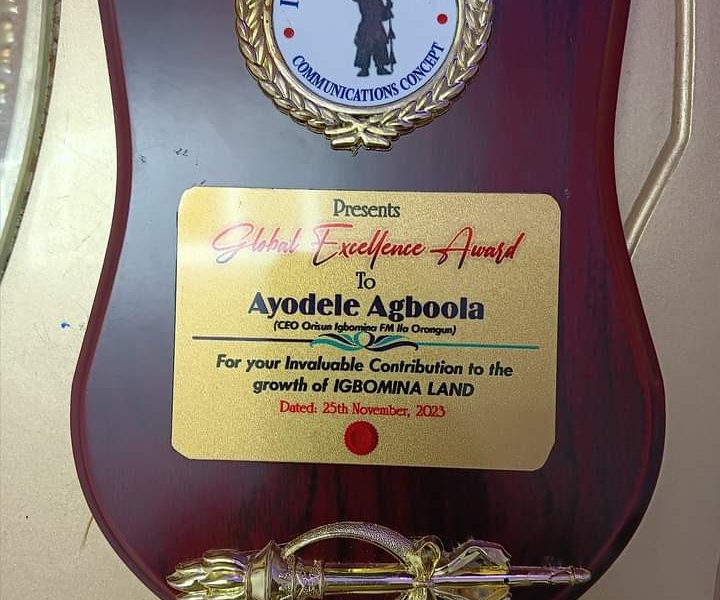 COMMUNICATIONS CONCEPT
Presents
Global Excellence Award
To
Ayodele Agboola
(CEO Orisun Igbomina FM Ila Orangun)
For your Invaluable Contribution to the
growth of IGBOMINA LAND
Dated: 25th November, 2023